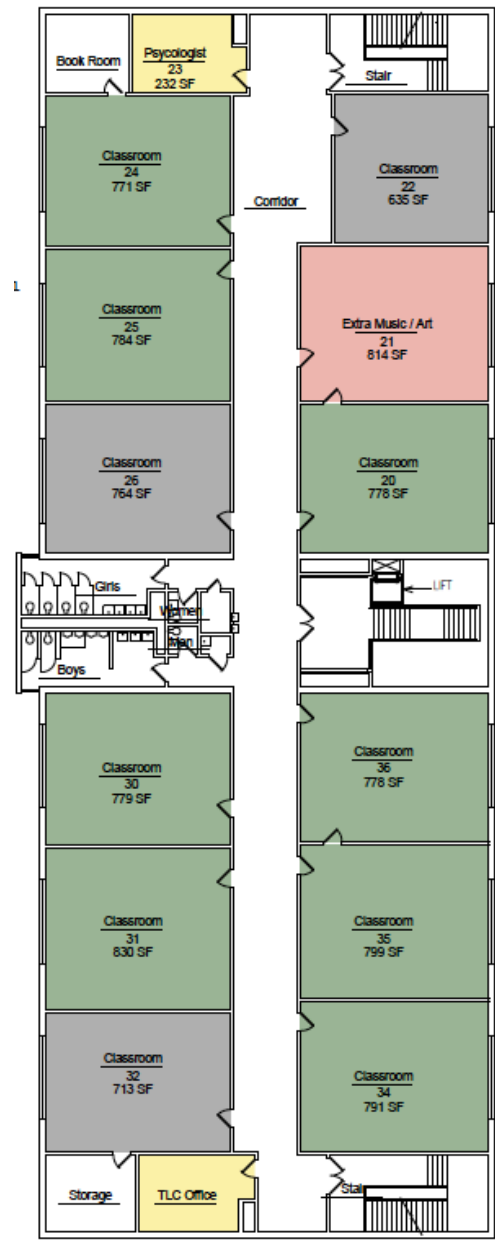 Book Room
Psycologist
23
232 SF
Stair
Classroom
24
771 SF
Classroom
22
635 SF
Corridor
1
Classroom
25
784 SF
Extra Music / Art
21
814 SF
Classroom
26
764 SF
Classroom
20
778 SF
Girls
LIFT
Women
Men
Boys
Classroom
30
779 SF
Classroom
36
778 SF
Classroom
31
830 SF
Classroom
35
799 SF
Classroom
32
713 SF
Classroom
34
791 SF
Storage
TLC Office
Stair